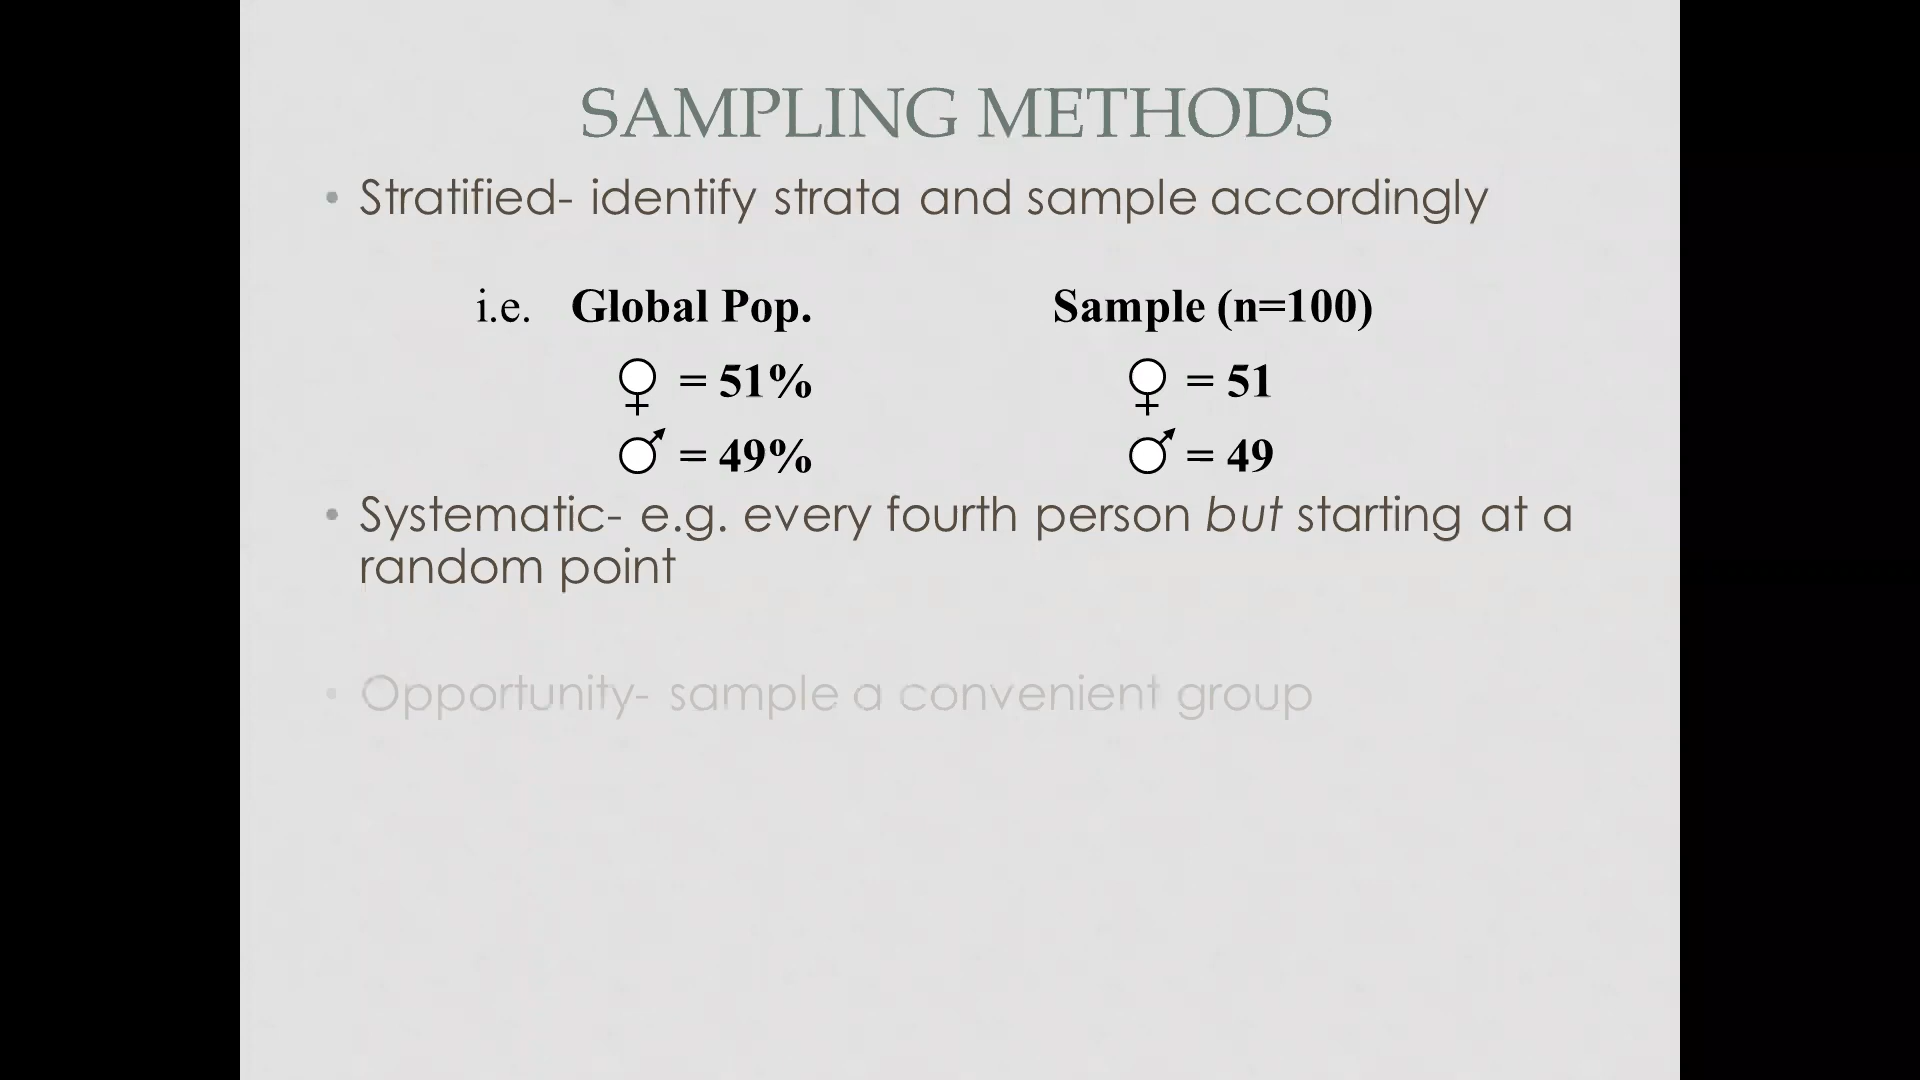 SAMPLING METHODS
• Stratified- identify strata and sample accordingly
i.e. Global Pop. Sample (n=100)
♀ = 51% ♀ = 51
♂ = 49% ♂ = 49
• Systematic- e.g. every fourth person but starting at a
random point
• Opportunity- sample a convenient group